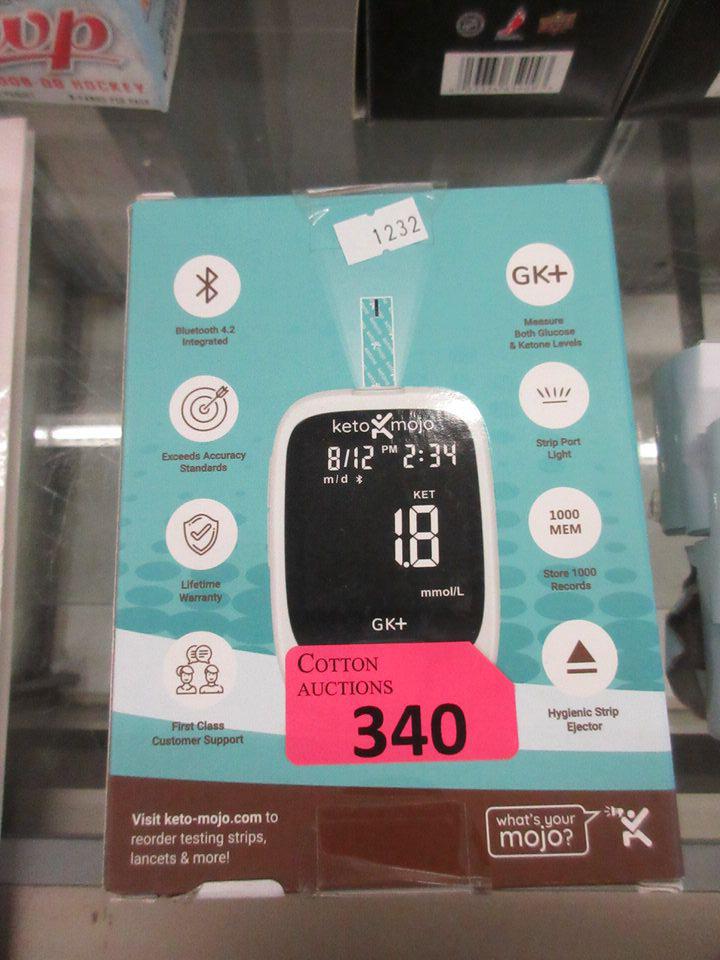 008-09 HOCKEY
1232
Bluetooth 4.2
Integrated
GK+
Measure
Both Glucose
& Ketone Levels
Exceeds Accuracy
Standards
Strip Port
Light
keto mojo
8/12 PM 2:34
m/d
KET
1.8
mmol/L
GK+
Lifetime
Warranty
1000
MEM
Store 1000
Records
First Class
Customer Support
Hygienic Strip
Ejector
COTTON
AUCTIONS
340
Visit keto-mojo.com to
reorder testing strips,
lancets & more!
what's your
mojo?